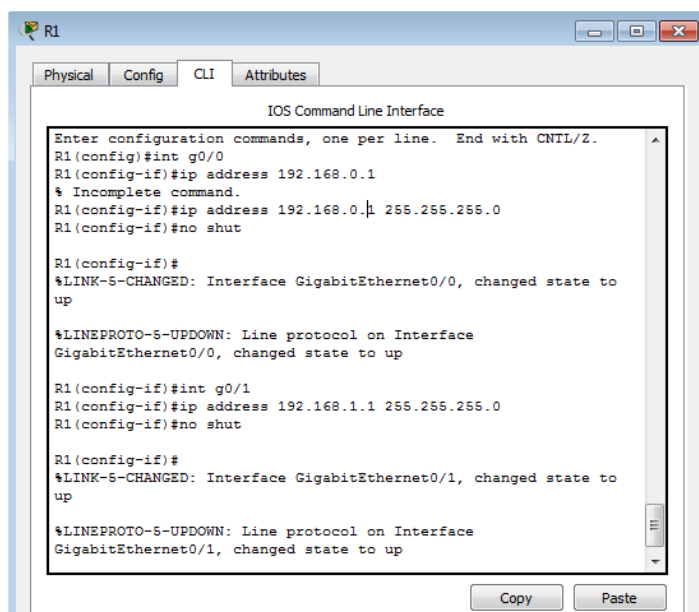 R1
Physical
Config
CLI
Attributes
IOS Command Line Interface
Enter configuration commands, one per line.  End with CNTL/Z.
R1(config)#int g0/0
R1(config-if)#ip address 192.168.0.1
% Incomplete command.
R1(config-if)#ip address 192.168.0.1 255.255.255.0
R1(config-if)#no shut
R1(config-if)#
%LINK-5-CHANGED: Interface GigabitEthernet0/0, changed state to
up
%LINEPROTO-5-UPDOWN: Line protocol on Interface
GigabitEthernet0/0, changed state to up
R1(config-if)#int g0/1
R1(config-if)#ip address 192.168.1.1 255.255.255.0
R1(config-if)#no shut
R1(config-if)#
%LINK-5-CHANGED: Interface GigabitEthernet0/1, changed state to
up
%LINEPROTO-5-UPDOWN: Line protocol on Interface
GigabitEthernet0/1, changed state to up
Copy
Paste